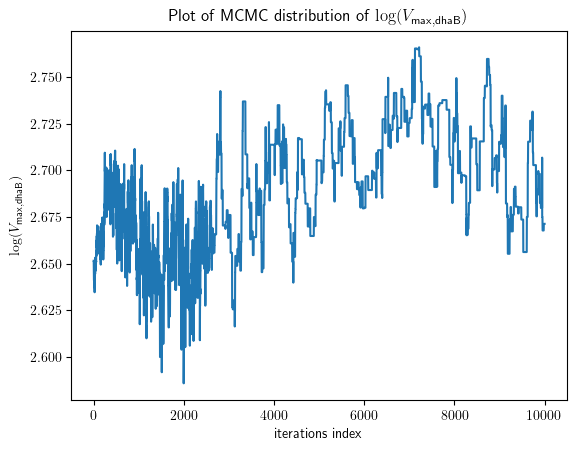 Plot of MCMC distribution of log(V_max,dhaB)
log(V_max,dhaB)
2.750
2.725
2.700
2.675
2.650
2.625
2.600
0 2000 4000 6000 8000 10000
iterations index